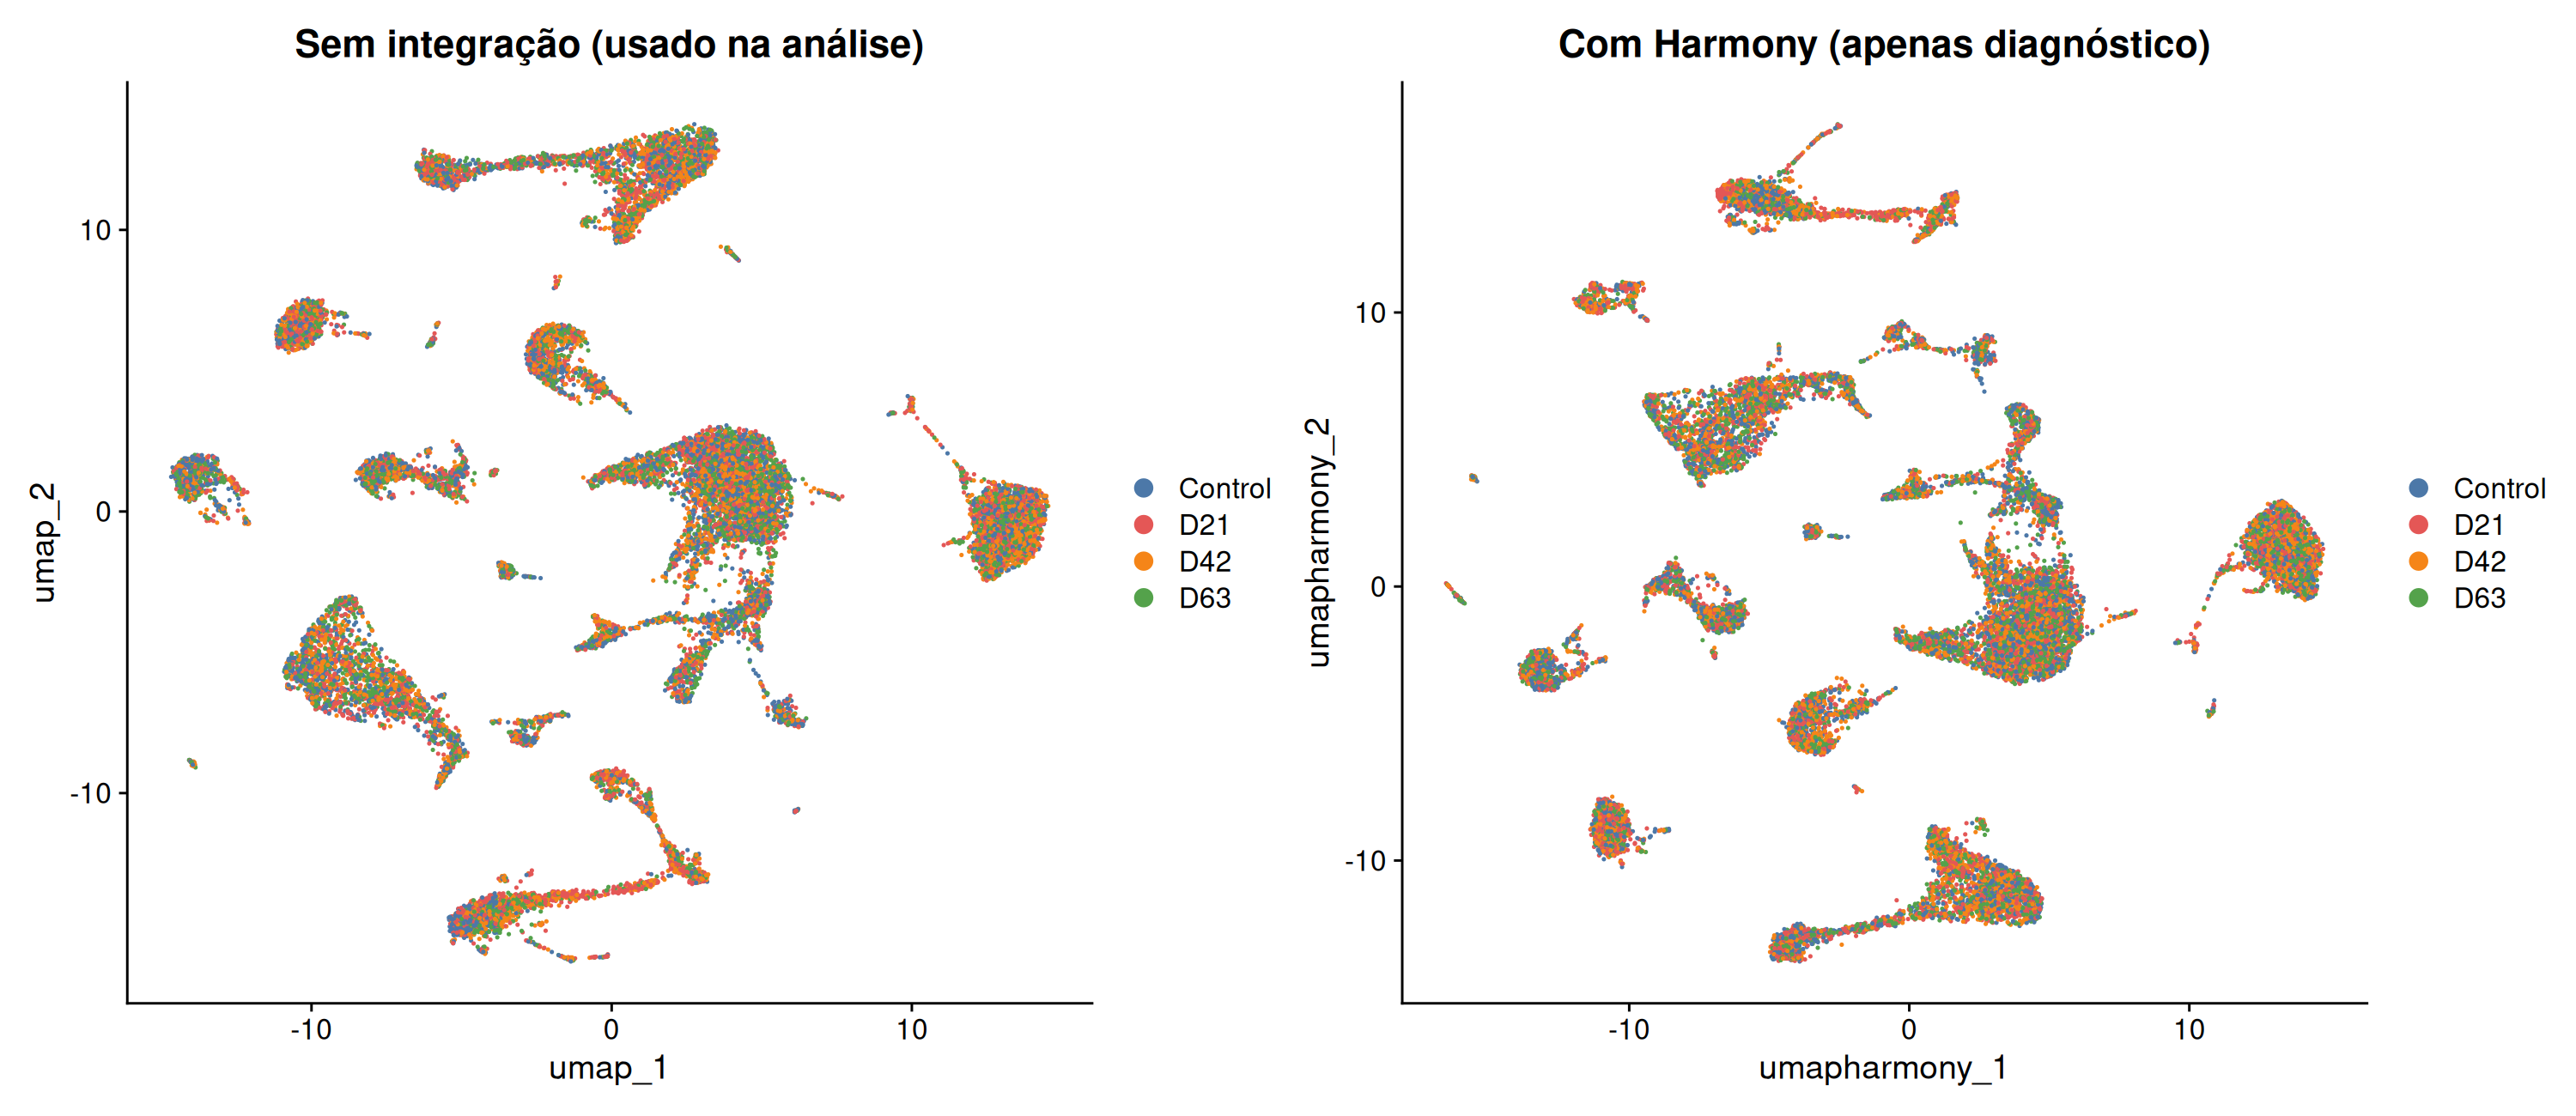 Sem integração (usado na análise)
10
0
-10
umap_2
-10
0
10
umap_1
Control
D21
D42
D63
Com Harmony (apenas diagnóstico)
10
0
-10
umapharmony_2
-10
0
10
umapharmony_1
Control
D21
D42
D63